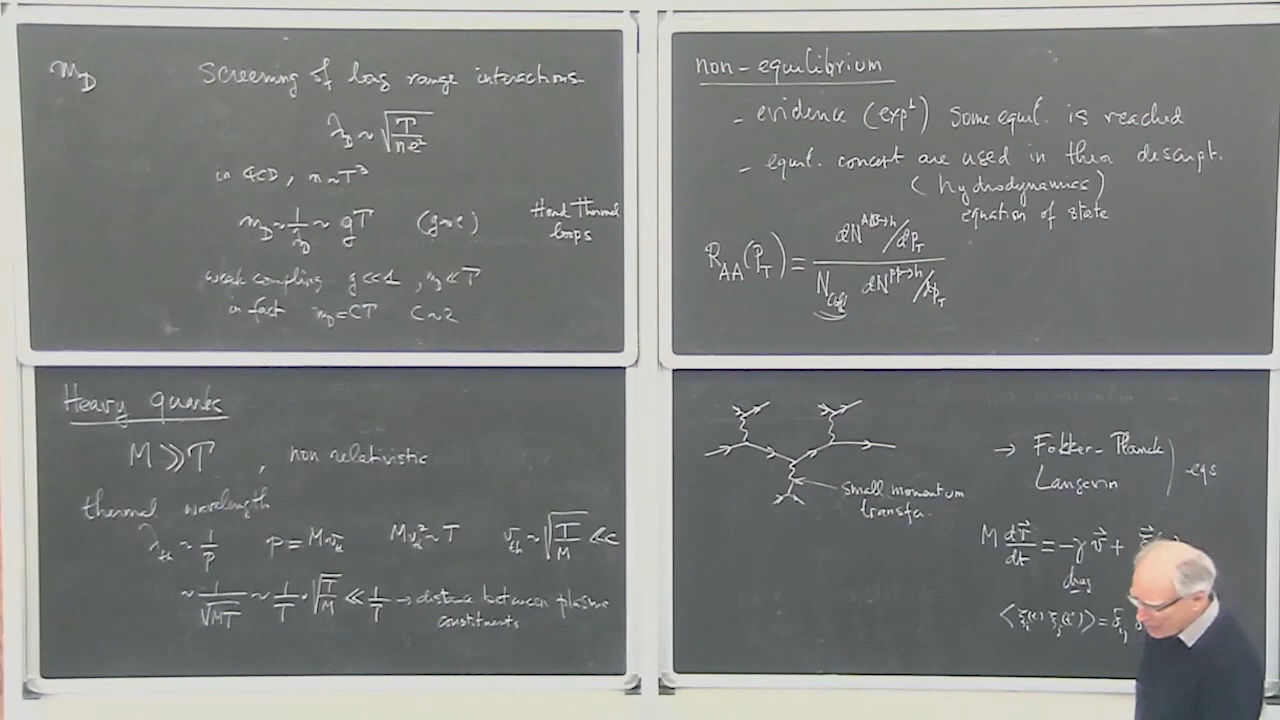 m_D Screening of long range interactions
λ_D ~ √(T/ne²)
in QCD, n ~ T³
m_D ~ 1/λ_D ~ gT (g~e) Hard Thermal loops
weak coupling g<<1, m_D << T
in fact m_D = CT C~2
Heavy quarks
M >> T, non relativistic
thermal wavelength
λ_th ~ 1/p p = M v_th M v_th² ~ T v_th ~ √(T/M) << c
~ 1/√(MT) ~ 1/T · √(T/M) << 1/T → distance between plasma constituents
non-equilibrium
- evidence (exp^t) some equil. is reached
- equil. concept are used in their descript.
(hydrodynamics)
equation of state
R_AA(P_T) = dN^{AB→h}/dp_T / N_coll dN^{pp→h}/dp_T
small momentum
transfer
→ Fokker-Planck
Langevin ) eqs
M dv⃗/dt = -γ v⃗ + ξ⃗
drag
⟨ξ_i(t) ξ_j(t')⟩ = δ_ij